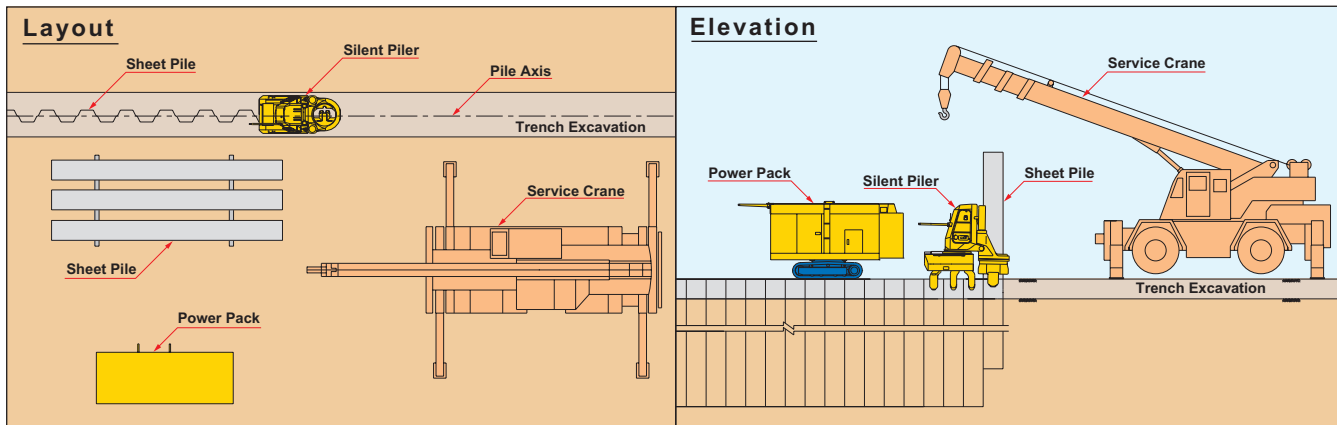 Layout
Silent Piler
Sheet Pile
Pile Axis
Trench Excavation
Service Crane
Sheet Pile
Power Pack
Elevation
Service Crane
Power Pack
Silent Piler
Sheet Pile
Trench Excavation